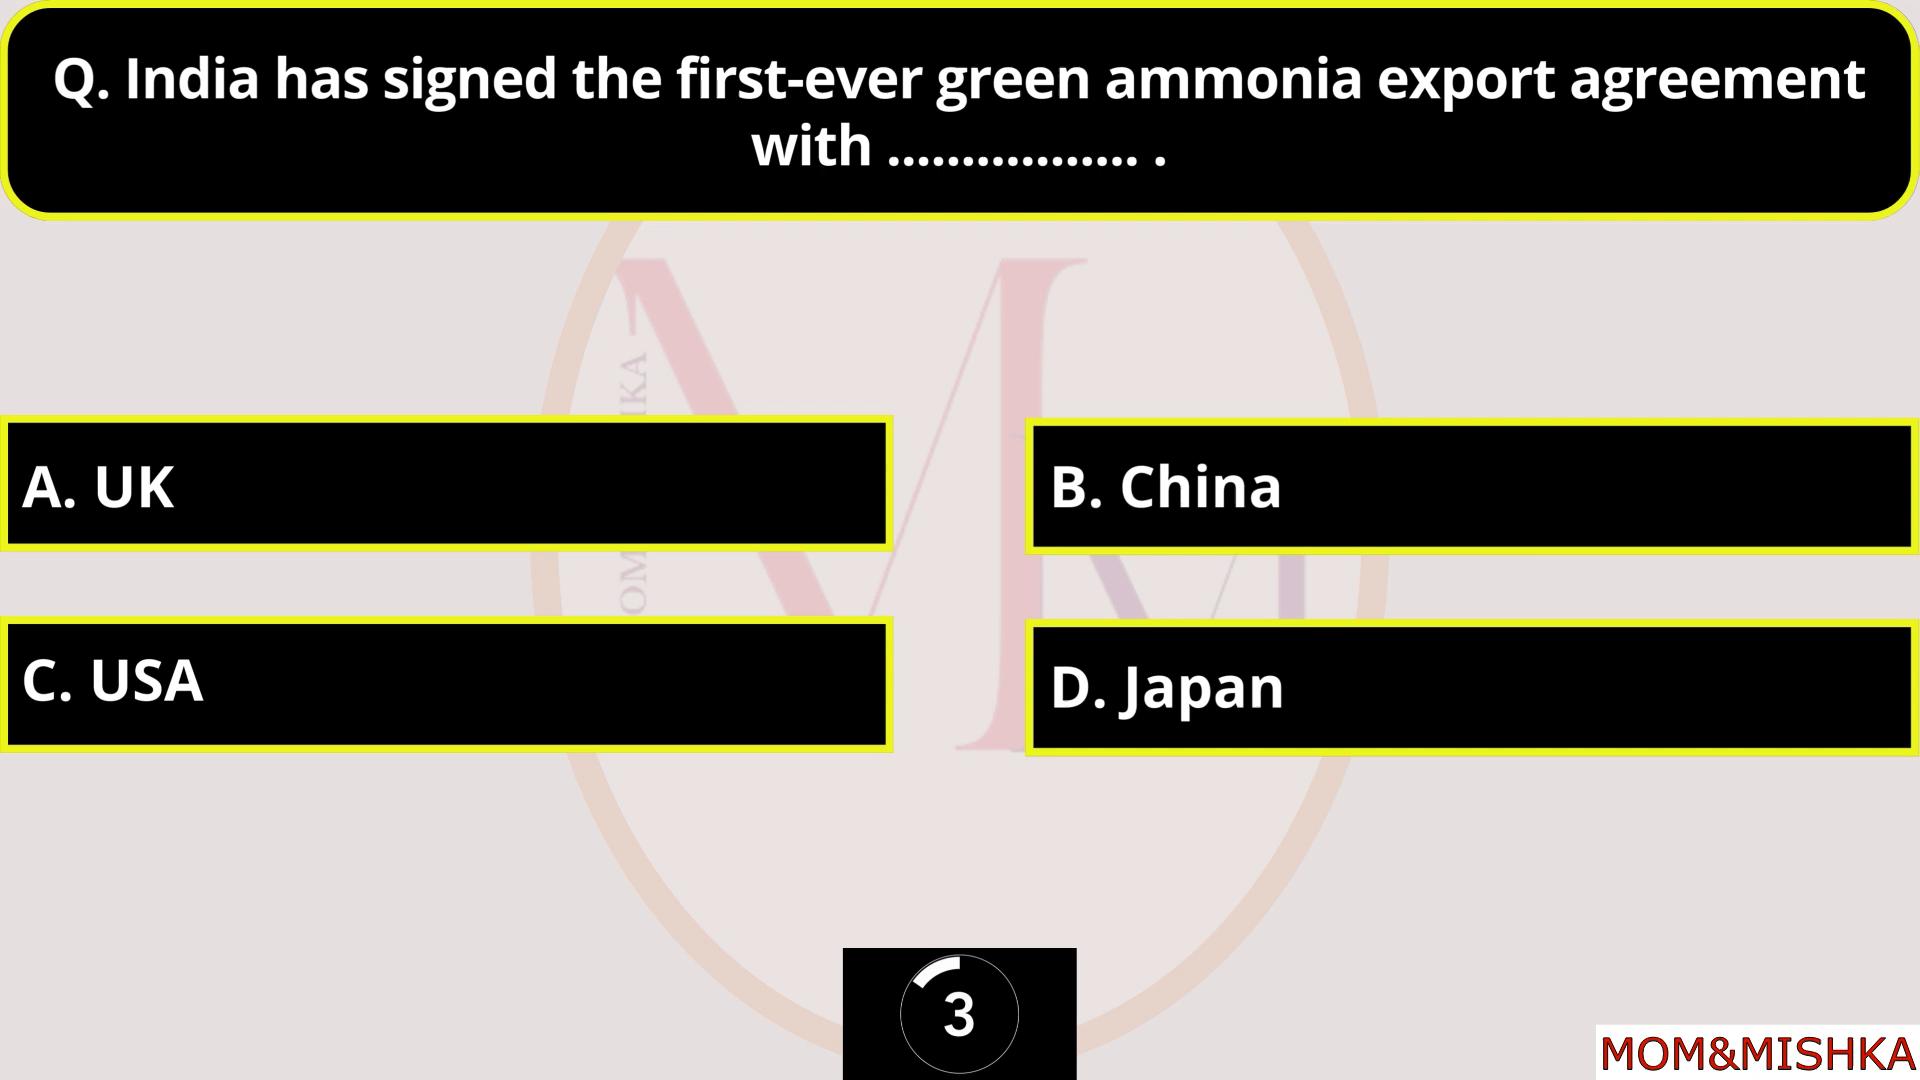 Q. India has signed the first-ever green ammonia export agreement
with ................. .
A. UK
B. China
C. USA
D. Japan
3
MOM&MISHKA